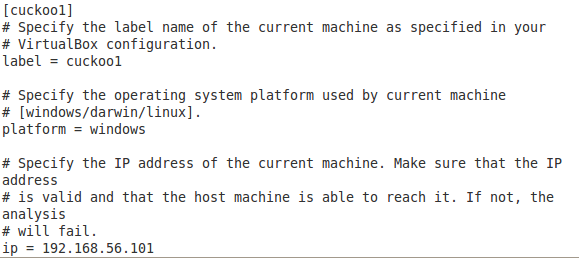 [cuckoo1]
# Specify the label name of the current machine as specified in your
# VirtualBox configuration.
label = cuckoo1
# Specify the operating system platform used by current machine
# [windows/darwin/linux].
platform = windows
# Specify the IP address of the current machine. Make sure that the IP
address
# is valid and that the host machine is able to reach it. If not, the
analysis
# will fail.
ip = 192.168.56.101